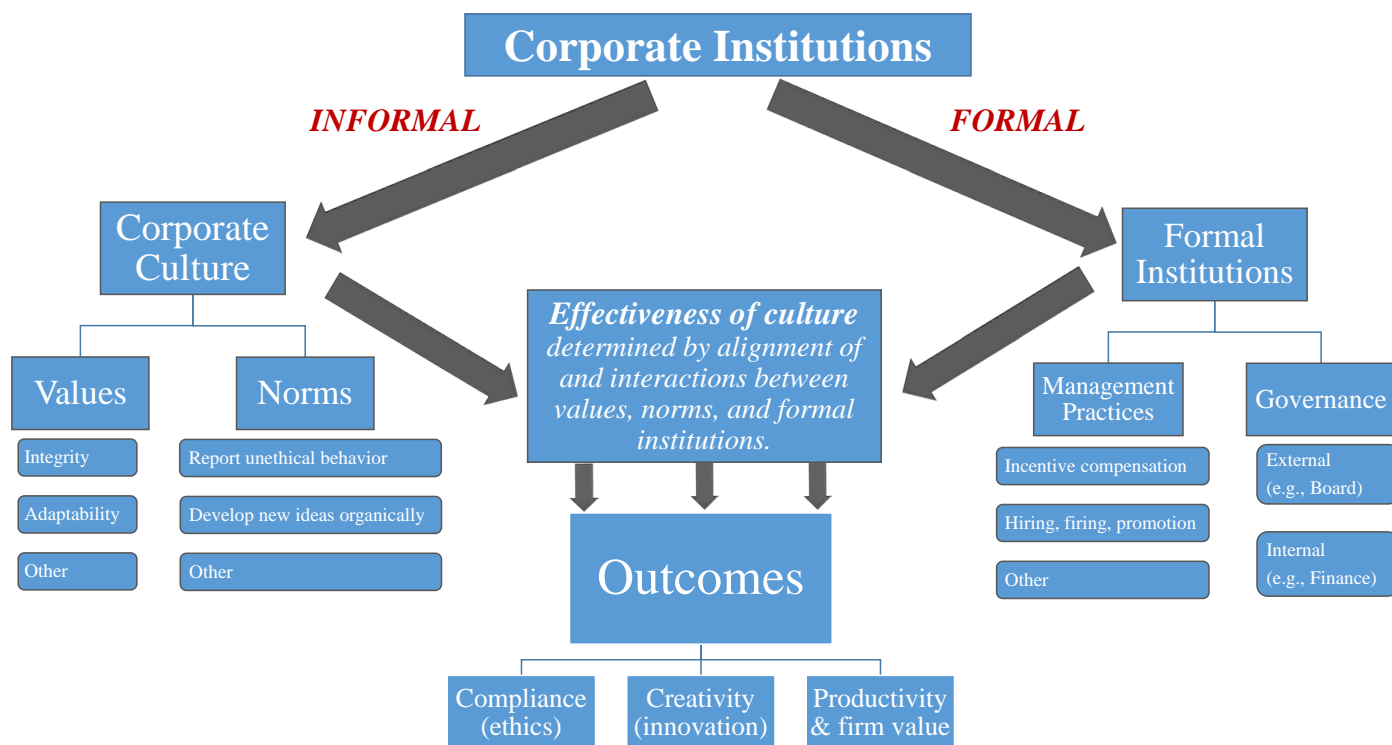 Corporate Institutions
INFORMAL
FORMAL
Corporate
Culture
Formal
Institutions
Effectiveness of culture
determined by alignment of
and interactions between
values, norms, and formal
institutions.
Values
Norms
Management
Practices
Governance
Integrity
Adaptability
Other
Report unethical behavior
Develop new ideas organically
Other
Incentive compensation
Hiring, firing, promotion
Other
External
(e.g., Board)
Internal
(e.g., Finance)
Outcomes
Compliance
(ethics)
Creativity
(innovation)
Productivity
& firm value